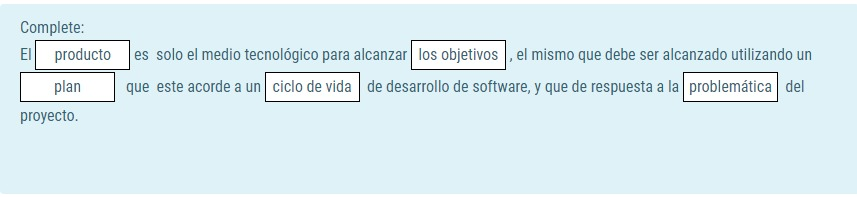 Complete:
El producto es solo el medio tecnológico para alcanzar los objetivos , el mismo que debe ser alcanzado utilizando un
plan que este acorde a un ciclo de vida de desarrollo de software, y que de respuesta a la problemática del
proyecto.